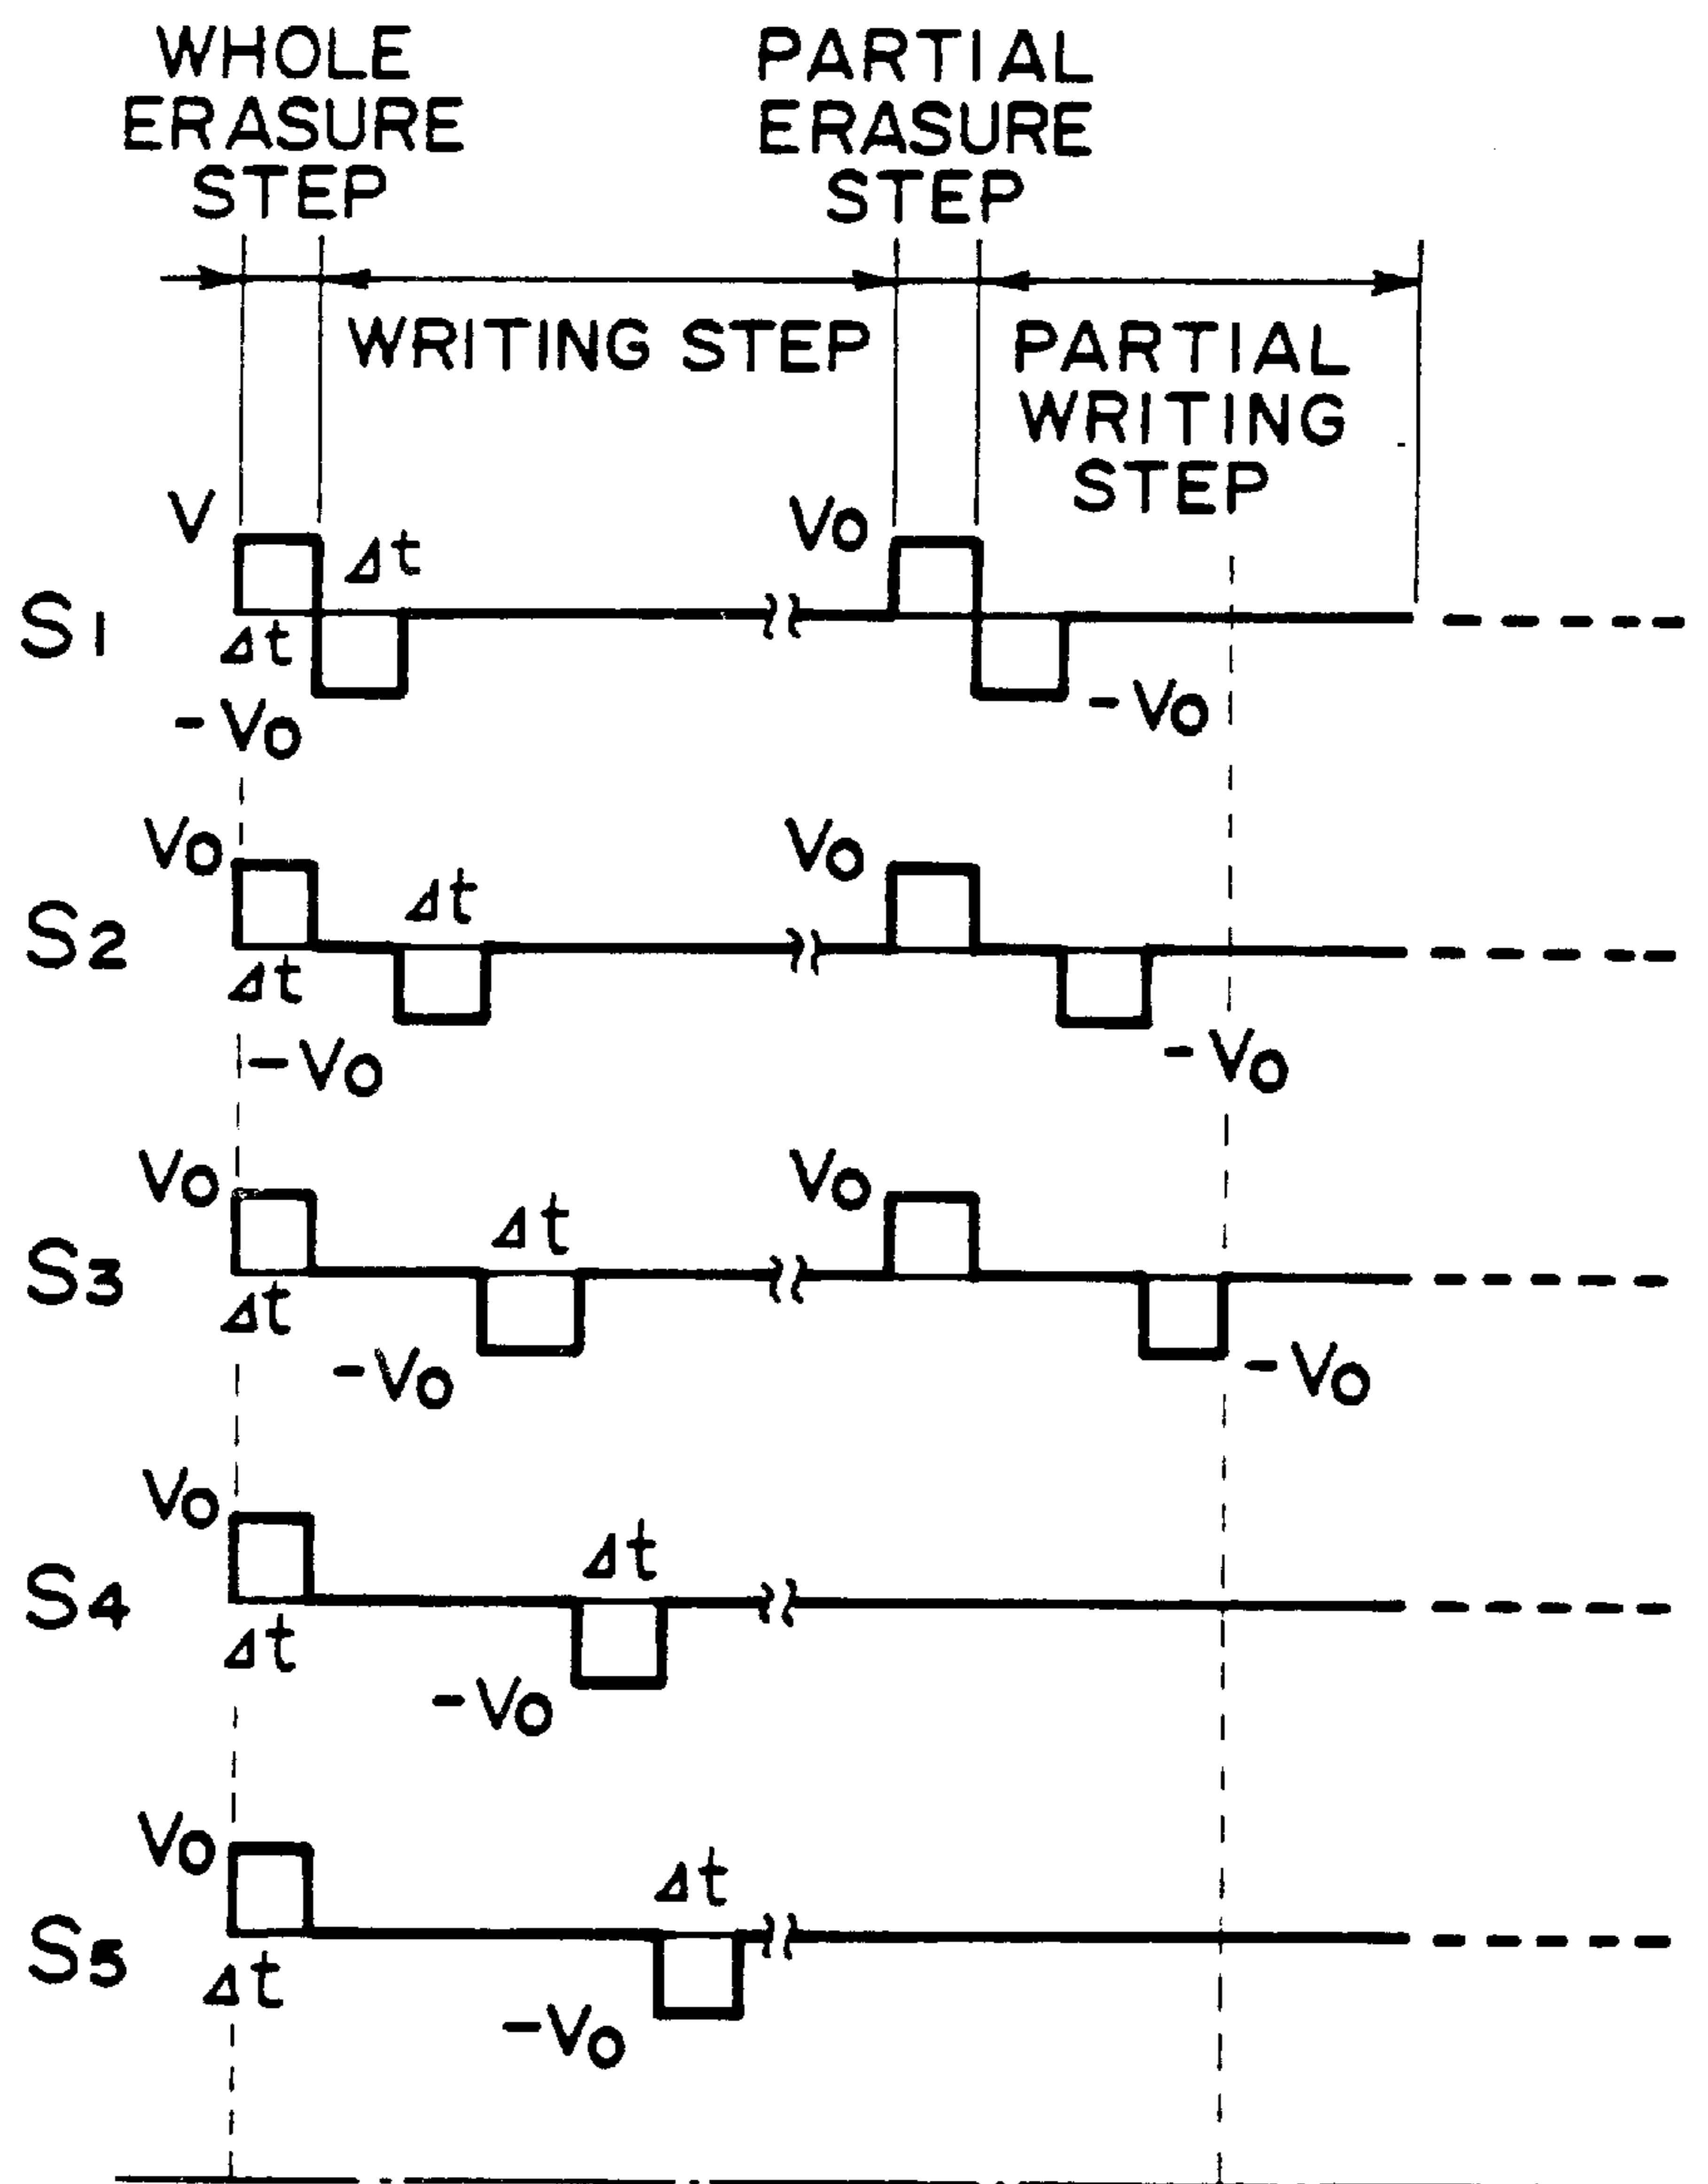 WHOLE
ERASURE
STEP
PARTIAL
ERASURE
STEP
WRITING STEP
PARTIAL
WRITING
STEP
V
Δt
Vo
S1
Δt
-Vo
-Vo
Vo
Δt
Vo
S2
Δt
-Vo
-Vo
Vo
Δt
Vo
S3
Δt
-Vo
-Vo
Vo
Δt
S4
Δt
-Vo
Vo
Δt
S5
Δt
-Vo